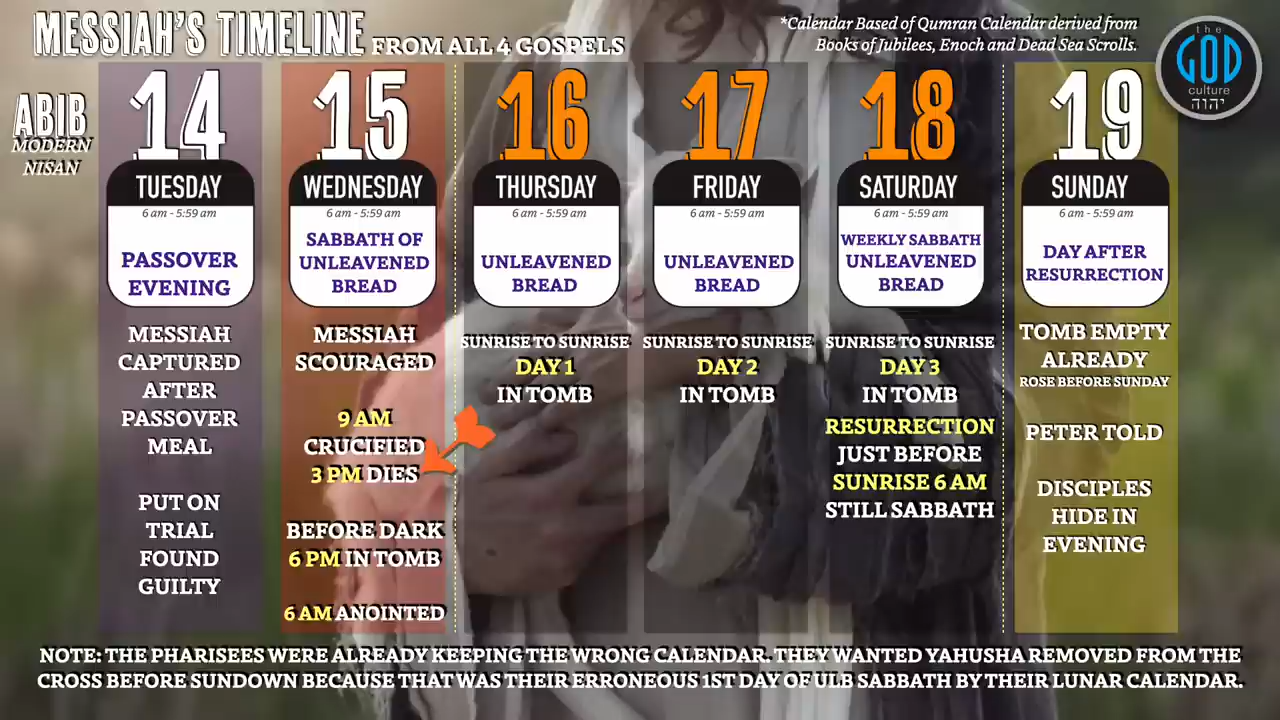 MESSIAH'S TIMELINE FROM ALL 4 GOSPELS
*Calendar Based of Qumran Calendar derived from
Books of Jubilees, Enoch and Dead Sea Scrolls.
the
GOD
culture
יהוה
ABIB
MODERN
NISAN
14
TUESDAY
6 am - 5:59 am
PASSOVER
EVENING
MESSIAH
CAPTURED
AFTER
PASSOVER
MEAL
PUT ON
TRIAL
FOUND
GUILTY
15
WEDNESDAY
6 am - 5:59 am
SABBATH OF
UNLEAVENED
BREAD
MESSIAH
SCOURAGED
9 AM
CRUCIFIED
3 PM DIES
BEFORE DARK
6 PM IN TOMB
6 AM ANOINTED
16
THURSDAY
6 am - 5:59 am
UNLEAVENED
BREAD
SUNRISE TO SUNRISE
DAY 1
IN TOMB
17
FRIDAY
6 am - 5:59 am
UNLEAVENED
BREAD
SUNRISE TO SUNRISE
DAY 2
IN TOMB
18
SATURDAY
6 am - 5:59 am
WEEKLY SABBATH
UNLEAVENED
BREAD
SUNRISE TO SUNRISE
DAY 3
IN TOMB
RESURRECTION
JUST BEFORE
SUNRISE 6 AM
STILL SABBATH
19
SUNDAY
6 am - 5:59 am
DAY AFTER
RESURRECTION
TOMB EMPTY
ALREADY
ROSE BEFORE SUNDAY
PETER TOLD
DISCIPLES
HIDE IN
EVENING
NOTE: THE PHARISEES WERE ALREADY KEEPING THE WRONG CALENDAR. THEY WANTED YAHUSHA REMOVED FROM THE
CROSS BEFORE SUNDOWN BECAUSE THAT WAS THEIR ERRONEOUS 1ST DAY OF ULB SABBATH BY THEIR LUNAR CALENDAR.